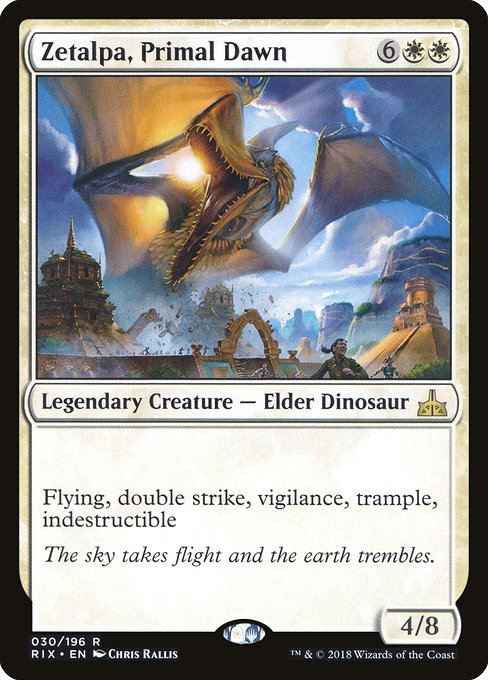 Zetalpa, Primal Dawn 6
Legendary Creature — Elder Dinosaur
Flying, double strike, vigilance, trample,
indestructible
The sky takes flight and the earth trembles.
4/8
030/196 R
RIX • EN Chris Rallis
™ & © 2018 Wizards of the Coast